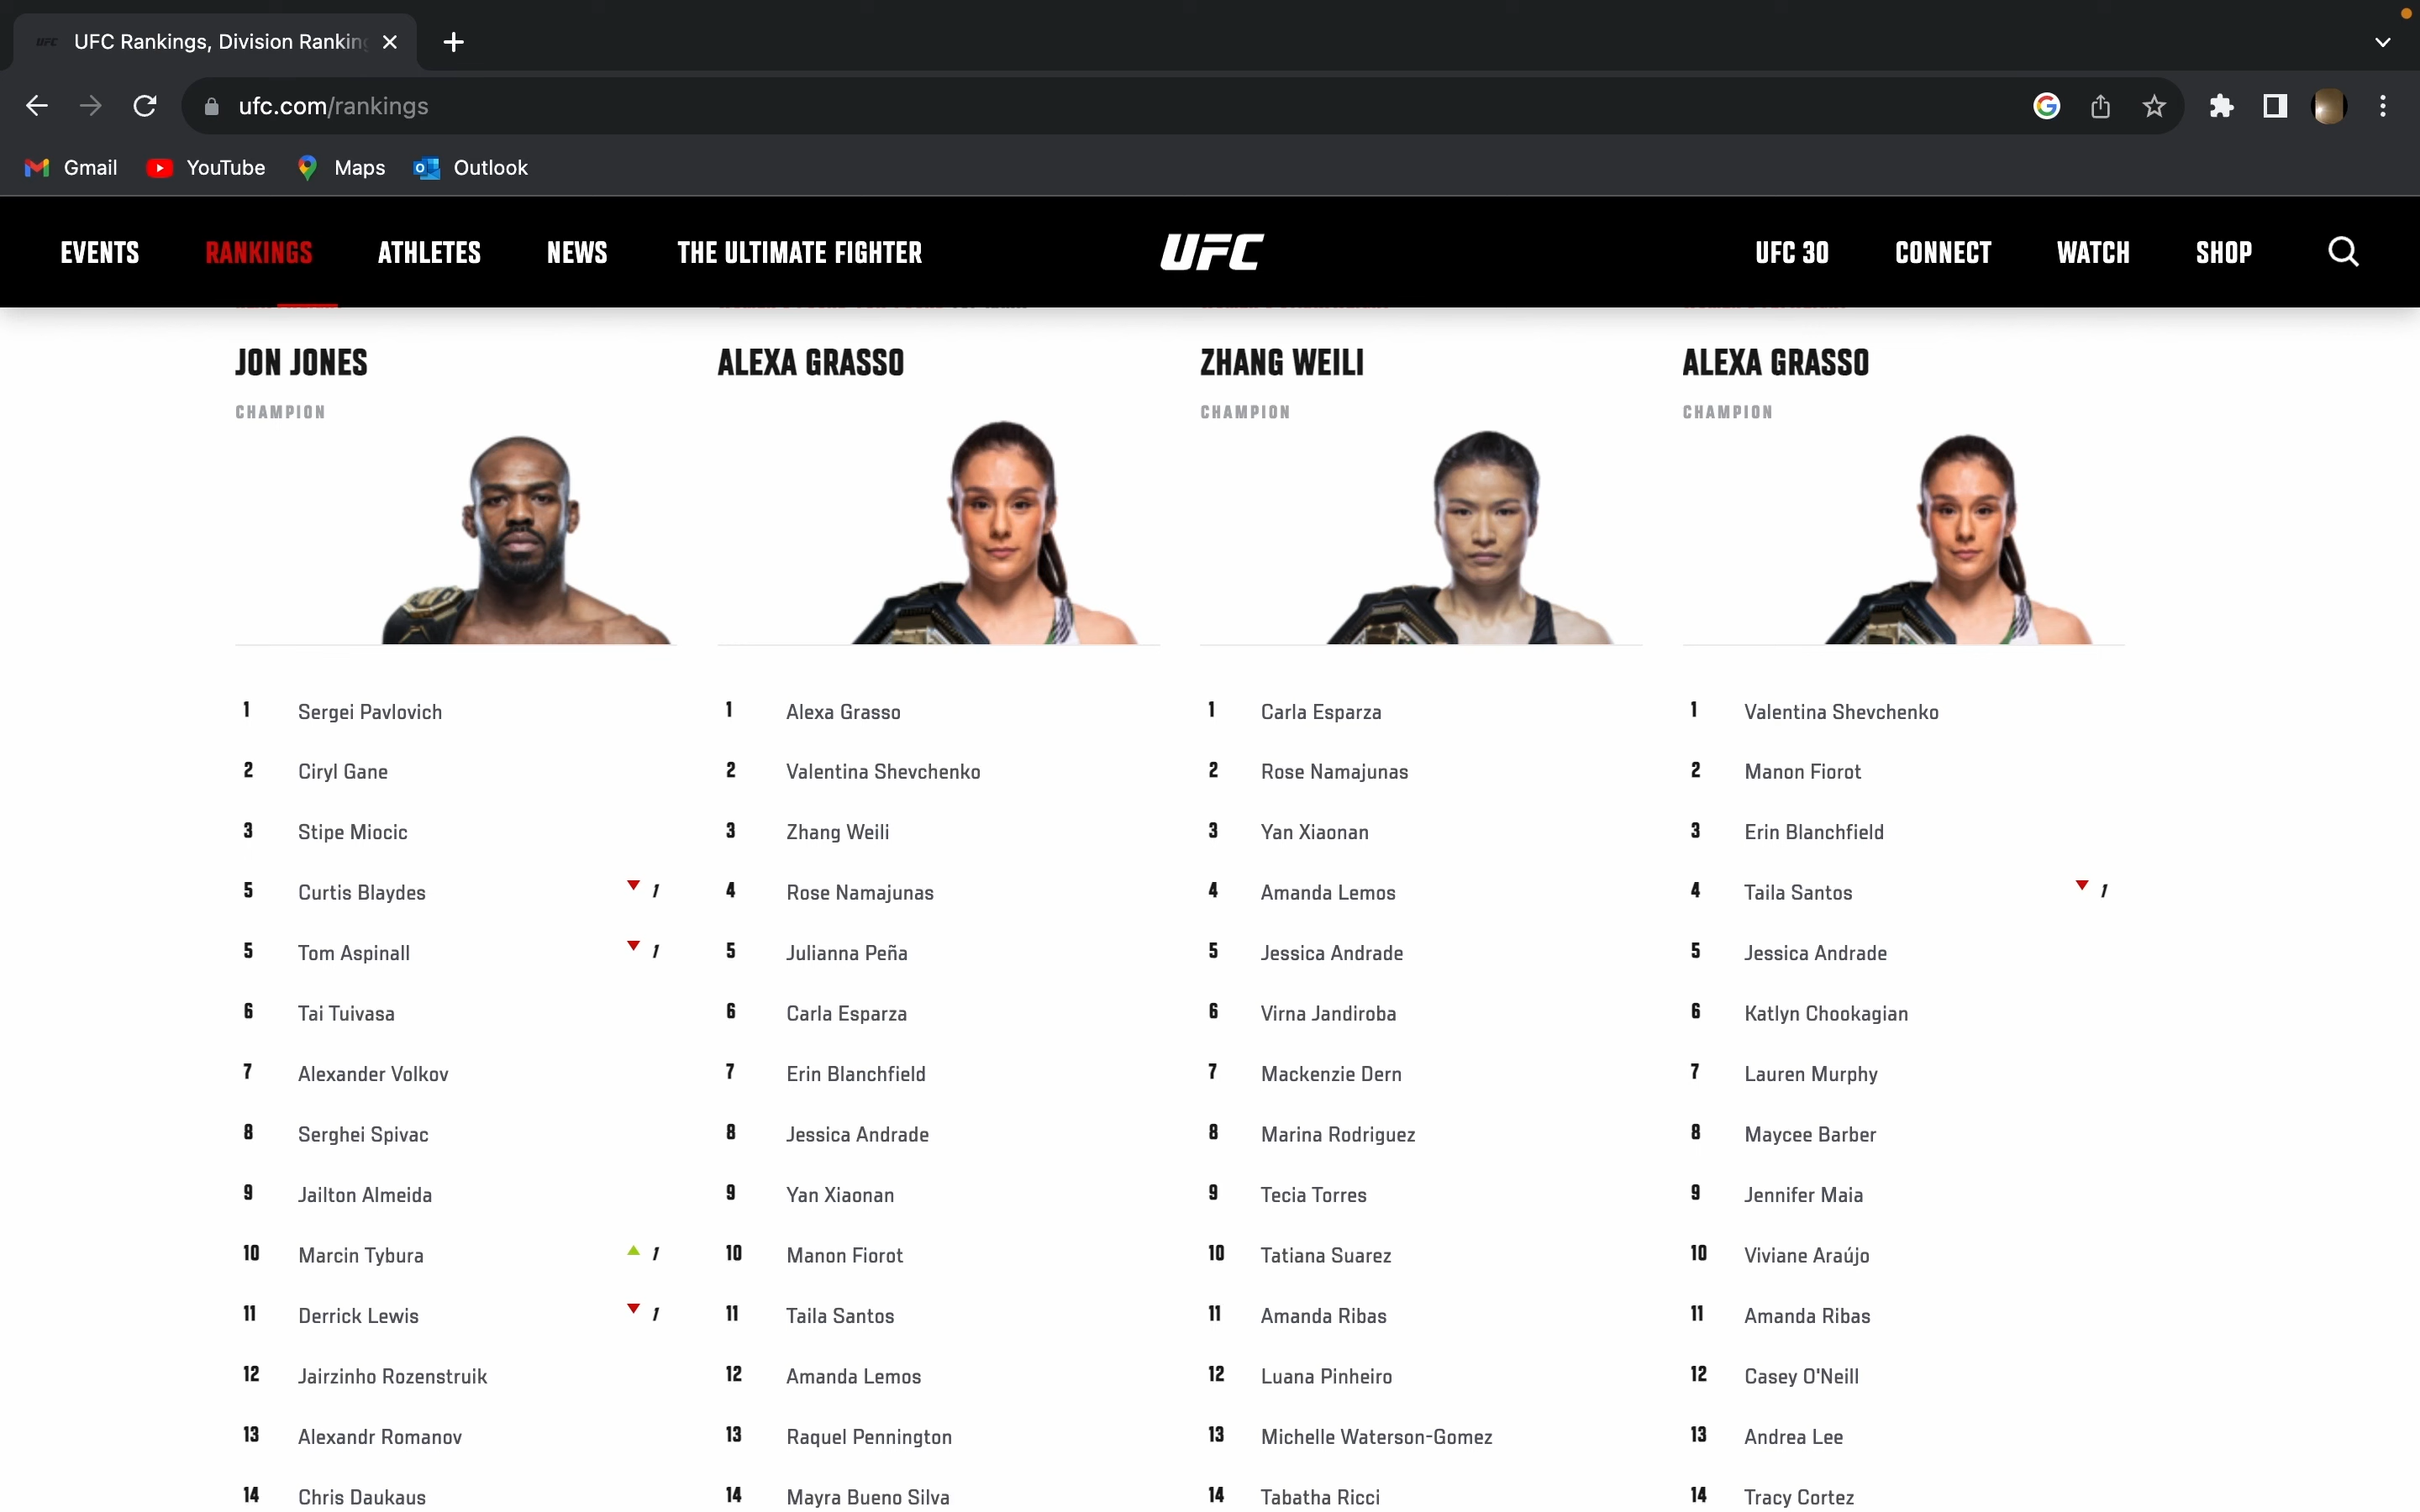 UFC UFC Rankings, Division Ranking
ufc.com/rankings
Gmail YouTube Maps Outlook
EVENTS RANKINGS ATHLETES NEWS THE ULTIMATE FIGHTER UFC UFC 30 CONNECT WATCH SHOP
JON JONES
CHAMPION
1 Sergei Pavlovich
2 Ciryl Gane
3 Stipe Miocic
5 Curtis Blaydes 1
5 Tom Aspinall 1
6 Tai Tuivasa
7 Alexander Volkov
8 Serghei Spivac
9 Jailton Almeida
10 Marcin Tybura 1
11 Derrick Lewis 1
12 Jairzinho Rozenstruik
13 Alexandr Romanov
14 Chris Daukaus
ALEXA GRASSO
1 Alexa Grasso
2 Valentina Shevchenko
3 Zhang Weili
4 Rose Namajunas
5 Julianna Peña
6 Carla Esparza
7 Erin Blanchfield
8 Jessica Andrade
9 Yan Xiaonan
10 Manon Fiorot
11 Taila Santos
12 Amanda Lemos
13 Raquel Pennington
14 Mayra Bueno Silva
ZHANG WEILI
CHAMPION
1 Carla Esparza
2 Rose Namajunas
3 Yan Xiaonan
4 Amanda Lemos
5 Jessica Andrade
6 Virna Jandiroba
7 Mackenzie Dern
8 Marina Rodriguez
9 Tecia Torres
10 Tatiana Suarez
11 Amanda Ribas
12 Luana Pinheiro
13 Michelle Waterson-Gomez
14 Tabatha Ricci
ALEXA GRASSO
CHAMPION
1 Valentina Shevchenko
2 Manon Fiorot
3 Erin Blanchfield
4 Taila Santos 1
5 Jessica Andrade
6 Katlyn Chookagian
7 Lauren Murphy
8 Maycee Barber
9 Jennifer Maia
10 Viviane Araújo
11 Amanda Ribas
12 Casey O'Neill
13 Andrea Lee
14 Tracy Cortez